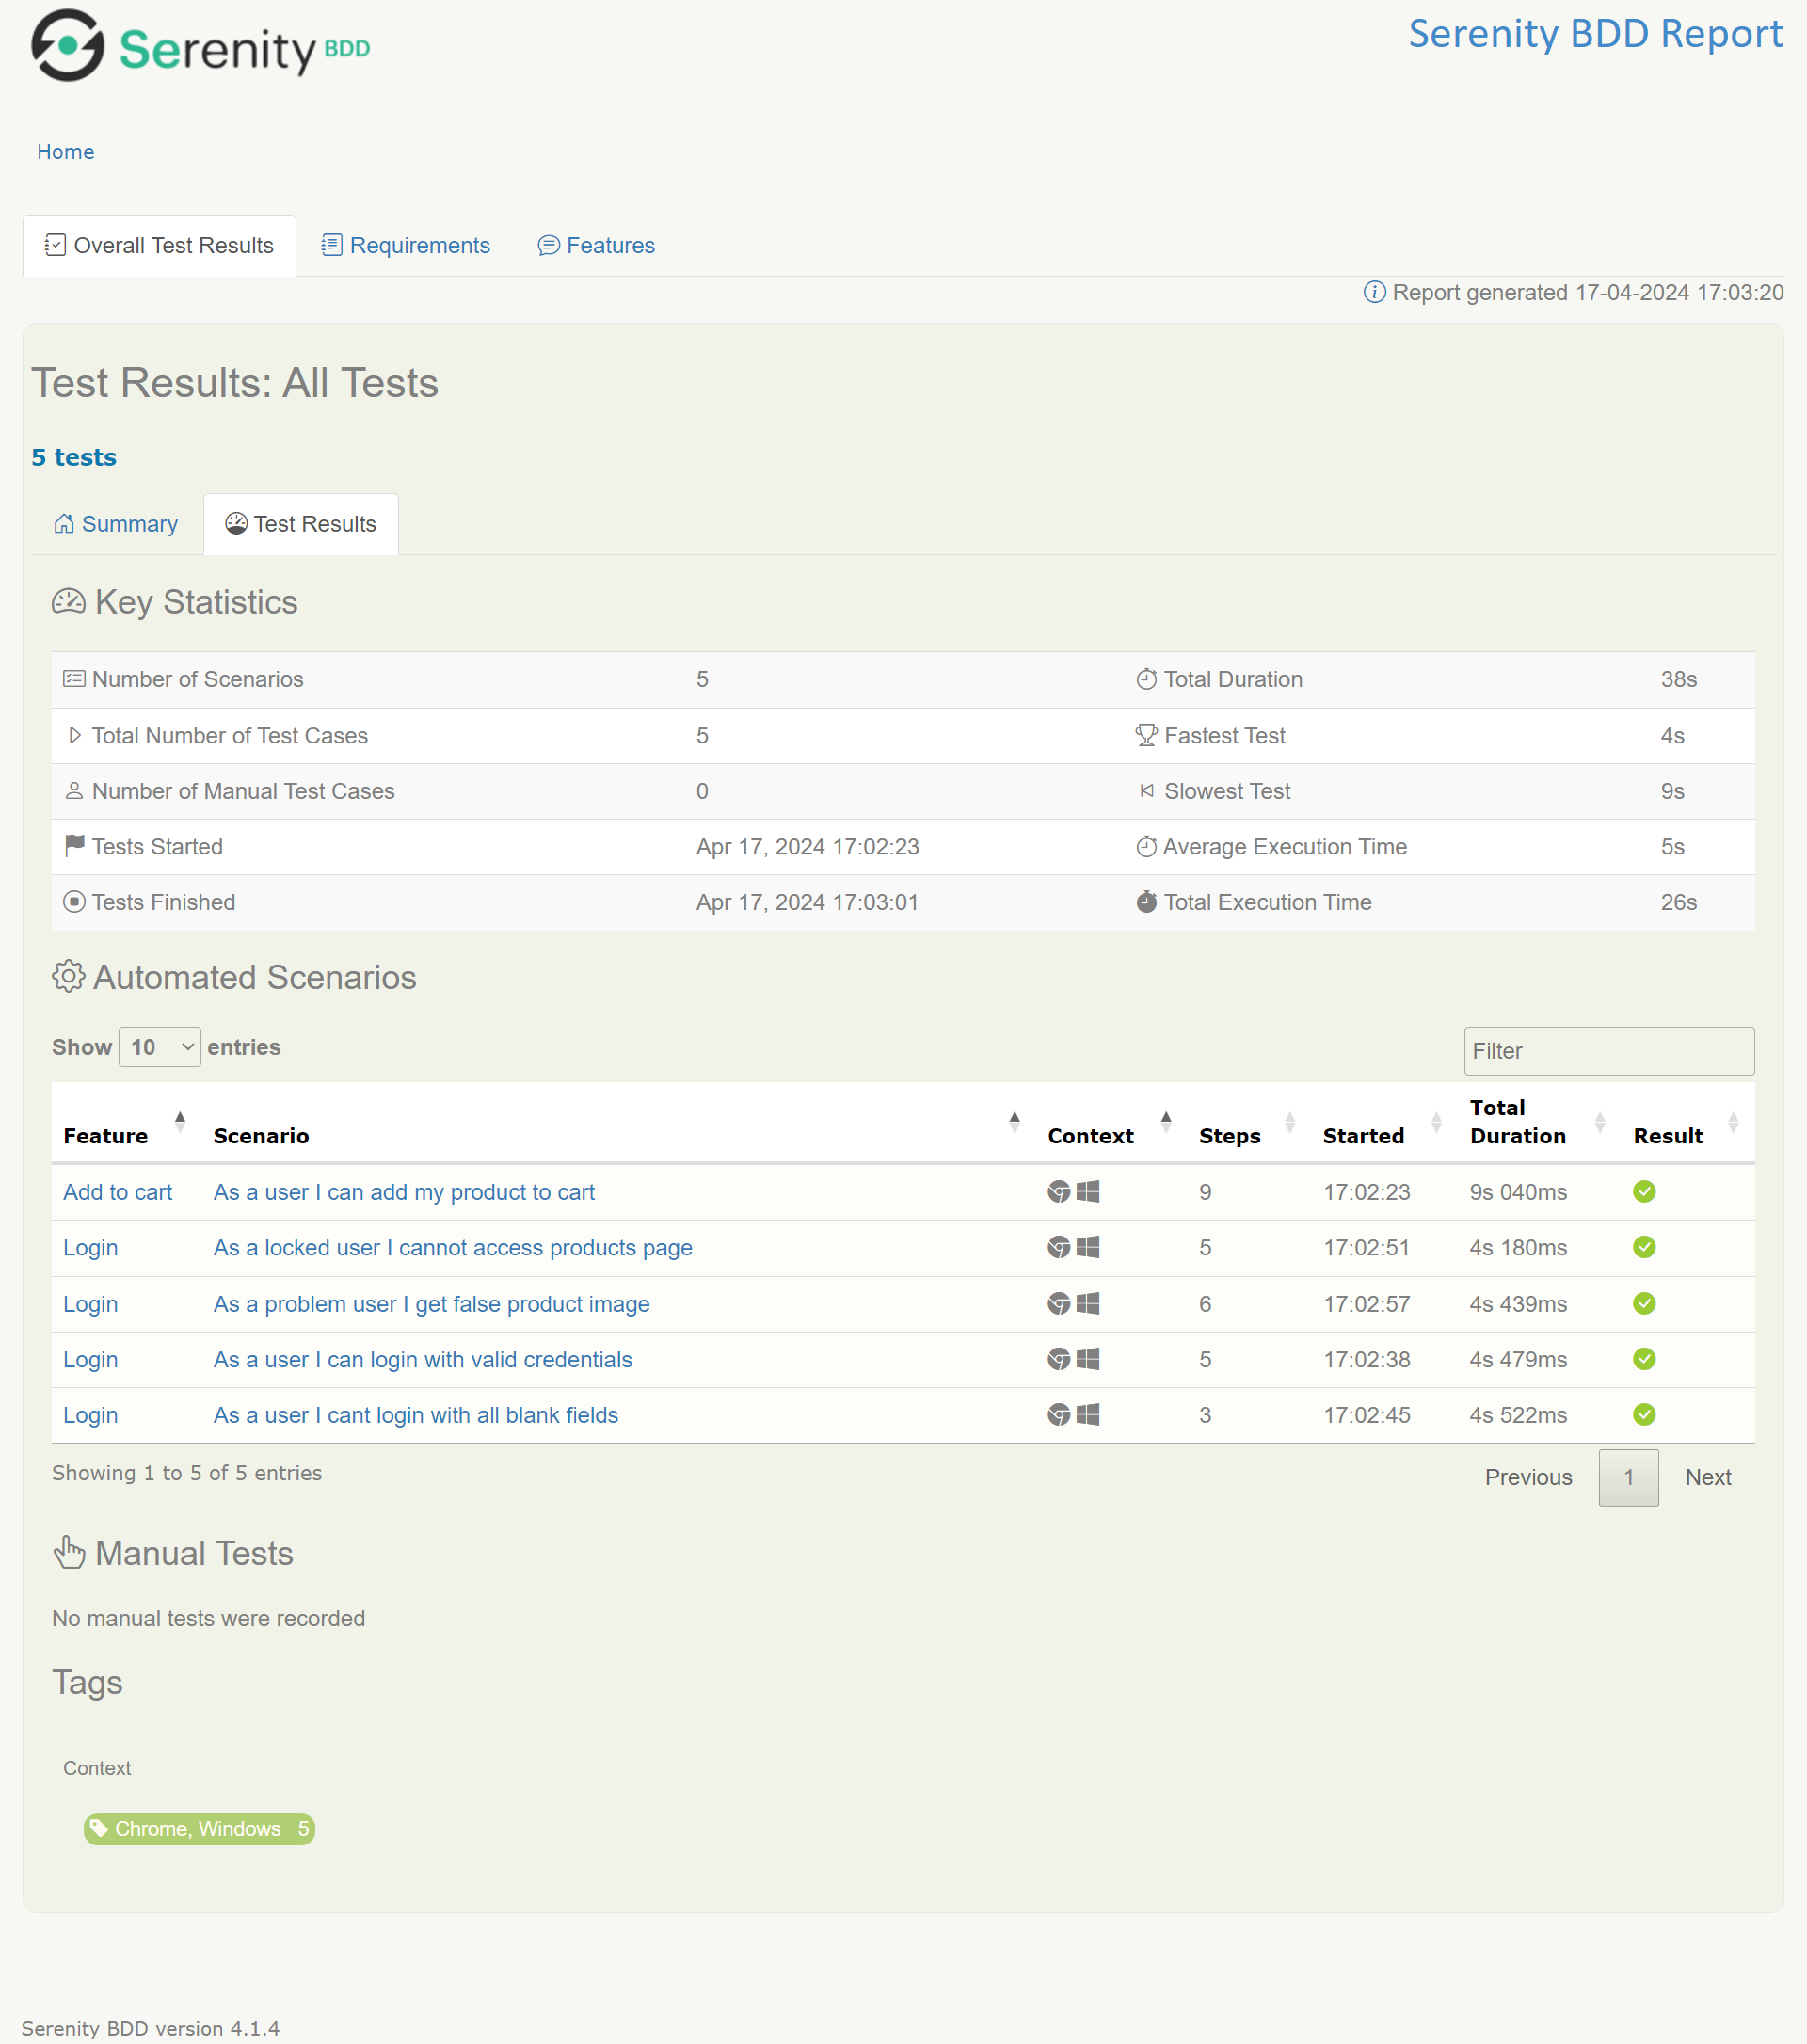 Serenity BDD
Serenity BDD Report
Home
Overall Test Results
Requirements
Features
Report generated 17-04-2024 17:03:20
Test Results: All Tests
5 tests
Summary
Test Results
Key Statistics
Number of Scenarios 5 Total Duration 38s
Total Number of Test Cases 5 Fastest Test 4s
Number of Manual Test Cases 0 Slowest Test 9s
Tests Started Apr 17, 2024 17:02:23 Average Execution Time 5s
Tests Finished Apr 17, 2024 17:03:01 Total Execution Time 26s
Automated Scenarios
Show 10 entries
Filter
Feature Scenario Context Steps Started Total Duration Result
Add to cart As a user I can add my product to cart 9 17:02:23 9s 040ms
Login As a locked user I cannot access products page 5 17:02:51 4s 180ms
Login As a problem user I get false product image 6 17:02:57 4s 439ms
Login As a user I can login with valid credentials 5 17:02:38 4s 479ms
Login As a user I cant login with all blank fields 3 17:02:45 4s 522ms
Showing 1 to 5 of 5 entries
Previous 1 Next
Manual Tests
No manual tests were recorded
Tags
Context
Chrome, Windows 5
Serenity BDD version 4.1.4